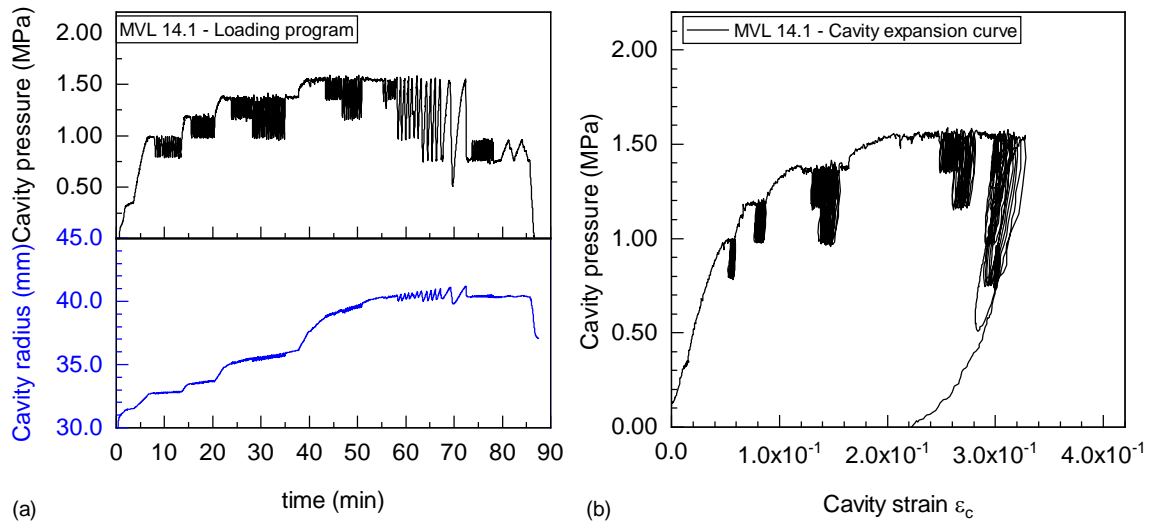 MVL 14.1 - Loading program
Cavity pressure (MPa)
2.00
1.50
1.00
0.50
Cavity radius (mm)
45.0
40.0
35.0
30.0
0 10 20 30 40 50 60 70 80 90
time (min)
(a)
MVL 14.1 - Cavity expansion curve
Cavity pressure (MPa)
2.00
1.50
1.00
0.50
0.00
0.0 1.0x10⁻¹ 2.0x10⁻¹ 3.0x10⁻¹ 4.0x10⁻¹
Cavity strain ε_c
(b)